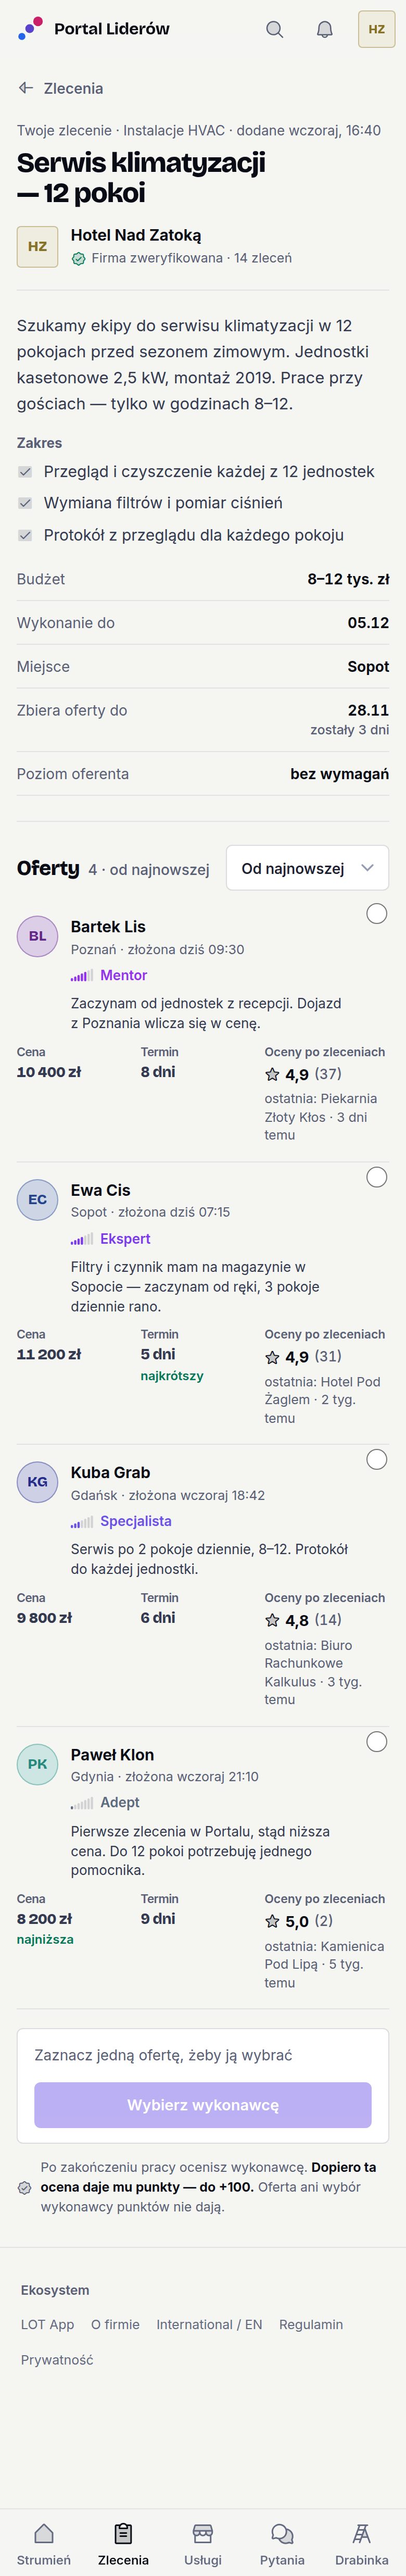 Portal Liderów
HZ
Zlecenia
Twoje zlecenie · Instalacje HVAC · dodane wczoraj, 16:40
Serwis klimatyzacji
— 12 pokoi
HZ
Hotel Nad Zatoką
Firma zweryfikowana · 14 zleceń
Szukamy ekipy do serwisu klimatyzacji w 12
pokojach przed sezonem zimowym. Jednostki
kasetonowe 2,5 kW, montaż 2019. Prace przy
gościach — tylko w godzinach 8–12.
Zakres
Przegląd i czyszczenie każdej z 12 jednostek
Wymiana filtrów i pomiar ciśnień
Protokół z przeglądu dla każdego pokoju
Budżet 8–12 tys. zł
Wykonanie do 05.12
Miejsce Sopot
Zbiera oferty do 28.11
zostały 3 dni
Poziom oferenta bez wymagań
Oferty 4 · od najnowszej Od najnowszej
BL
Bartek Lis
Poznań · złożona dziś 09:30
Mentor
Zaczynam od jednostek z recepcji. Dojazd
z Poznania wlicza się w cenę.
Cena Termin Oceny po zleceniach
10 400 zł 8 dni 4,9 (37)
ostatnia: Piekarnia
Złoty Kłos · 3 dni
temu
EC
Ewa Cis
Sopot · złożona dziś 07:15
Ekspert
Filtry i czynnik mam na magazynie w
Sopocie — zaczynam od ręki, 3 pokoje
dziennie rano.
Cena Termin Oceny po zleceniach
11 200 zł 5 dni 4,9 (31)
najkrótszy
ostatnia: Hotel Pod
Żaglem · 2 tyg.
temu
KG
Kuba Grab
Gdańsk · złożona wczoraj 18:42
Specjalista
Serwis po 2 pokoje dziennie, 8–12. Protokół
do każdej jednostki.
Cena Termin Oceny po zleceniach
9 800 zł 6 dni 4,8 (14)
ostatnia: Biuro
Rachunkowe
Kalkulus · 3 tyg.
temu
PK
Paweł Klon
Gdynia · złożona wczoraj 21:10
Adept
Pierwsze zlecenia w Portalu, stąd niższa
cena. Do 12 pokoi potrzebuję jednego
pomocnika.
Cena Termin Oceny po zleceniach
8 200 zł 9 dni 5,0 (2)
najniższa
ostatnia: Kamienica
Pod Lipą · 5 tyg.
temu
Zaznacz jedną ofertę, żeby ją wybrać
Wybierz wykonawcę
Po zakończeniu pracy ocenisz wykonawcę. Dopiero ta
ocena daje mu punkty — do +100. Oferta ani wybór
wykonawcy punktów nie dają.
Ekosystem
LOT App O firmie International / EN Regulamin
Prywatność
Strumień Zlecenia Usługi Pytania Drabinka